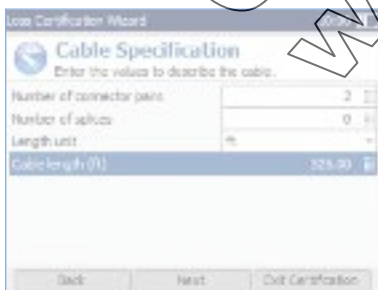 Loss Certification Wizard
Cable Specification
Enter the values to describe the cable.
Number of connector pairs 2
Number of splices 0
Length unit ft
Cable length (ft) 325.00
Back Next Exit Certification